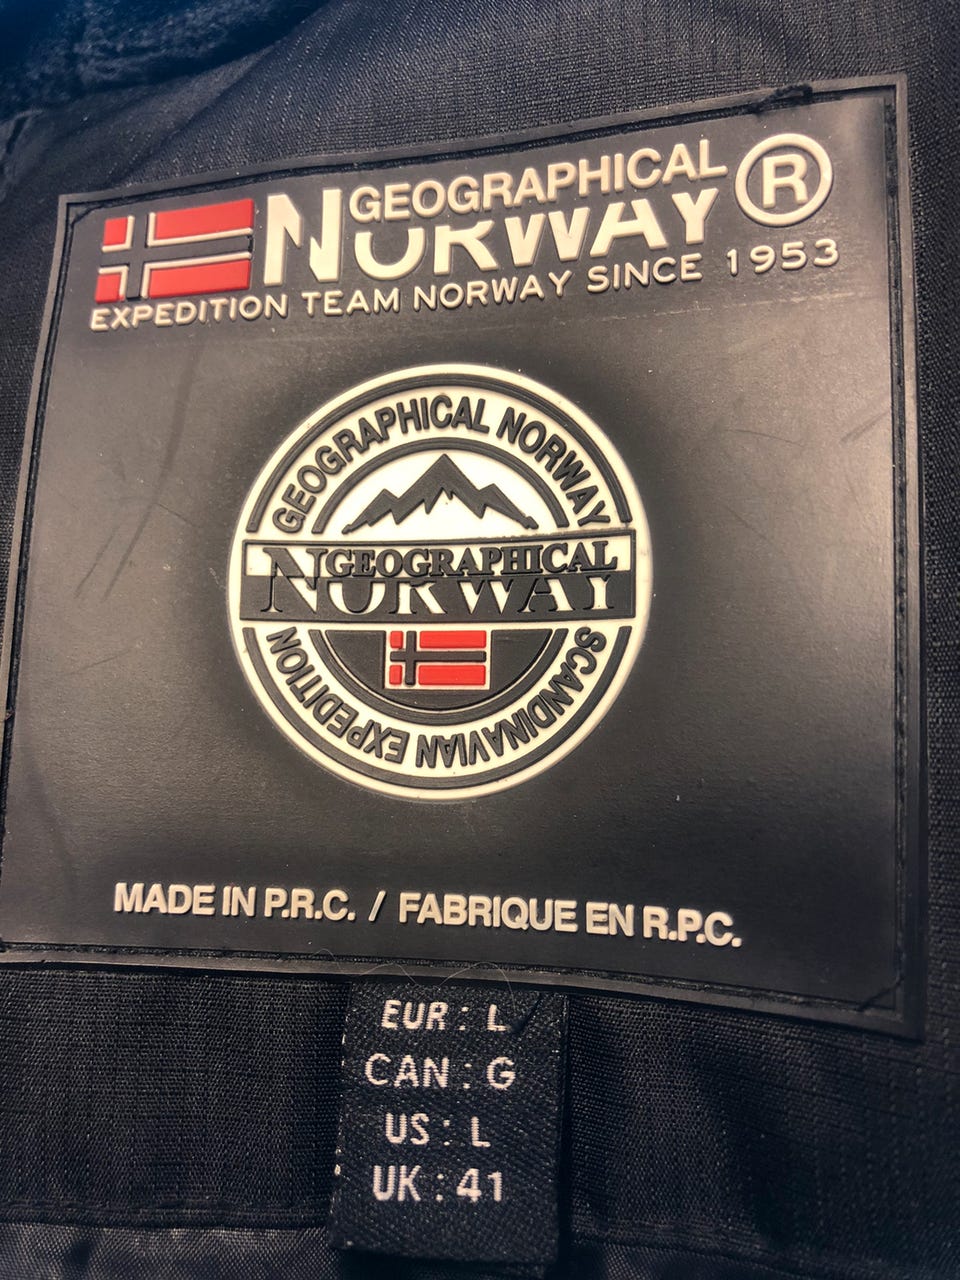 GEOGRAPHICAL
NORWAY®
EXPEDITION TEAM NORWAY SINCE 1953
GEOGRAPHICAL NORWAY
GEOGRAPHICAL
NORWAY
SCANDINAVIAN EXPEDITION
MADE IN P.R.C. / FABRIQUE EN R.P.C.
EUR : L
CAN : G
US : L
UK : 41